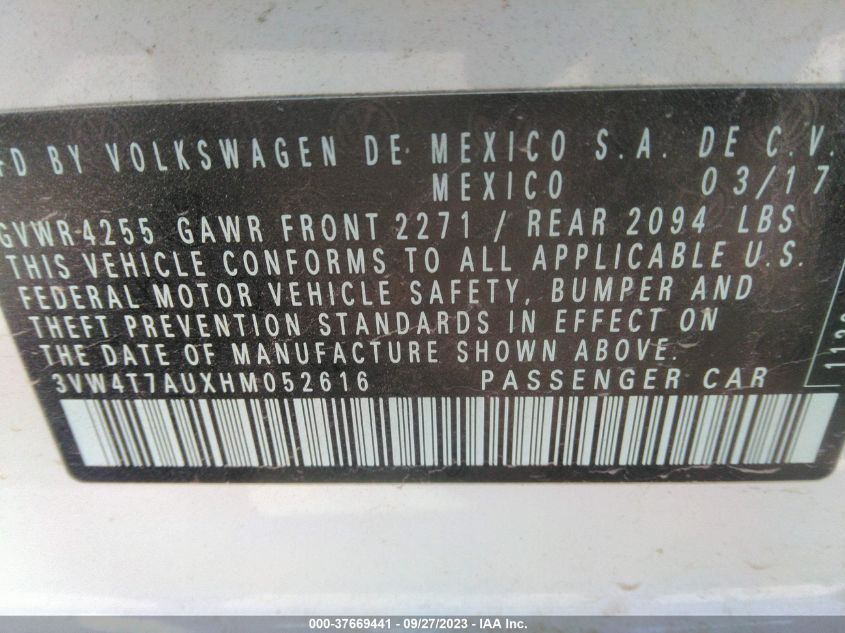 FD BY VOLKSWAGEN DE MEXICO S.A. DE C.V.
MEXICO 03/17
GVWR 4255 GAWR FRONT 2271 / REAR 2094 LBS
THIS VEHICLE CONFORMS TO ALL APPLICABLE U.S.
FEDERAL MOTOR VEHICLE SAFETY, BUMPER AND
THEFT PREVENTION STANDARDS IN EFFECT ON
THE DATE OF MANUFACTURE SHOWN ABOVE.
3VW4T7AUXHM052616 PASSENGER CAR
000-37669441 - 09/27/2023 - IAA Inc.